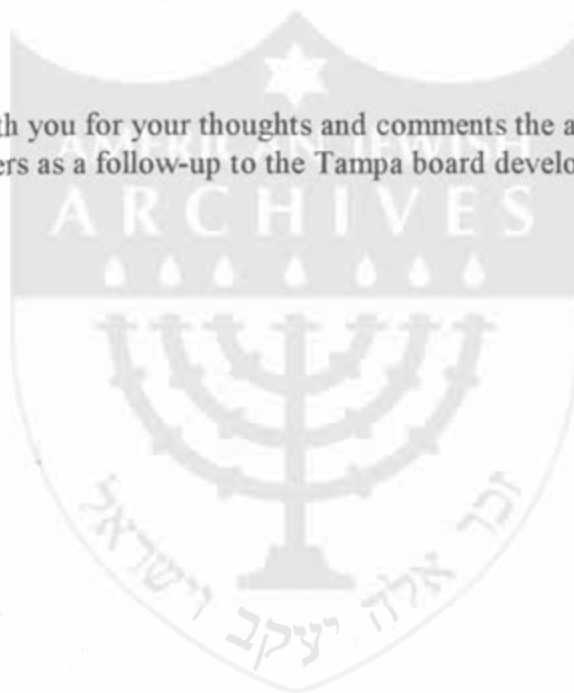 th you for your thoughts and comments the a
ers as a follow-up to the Tampa board develo
AMERICAN JEWISH
ARCHIVES
זכר אלה יעקב וישראל